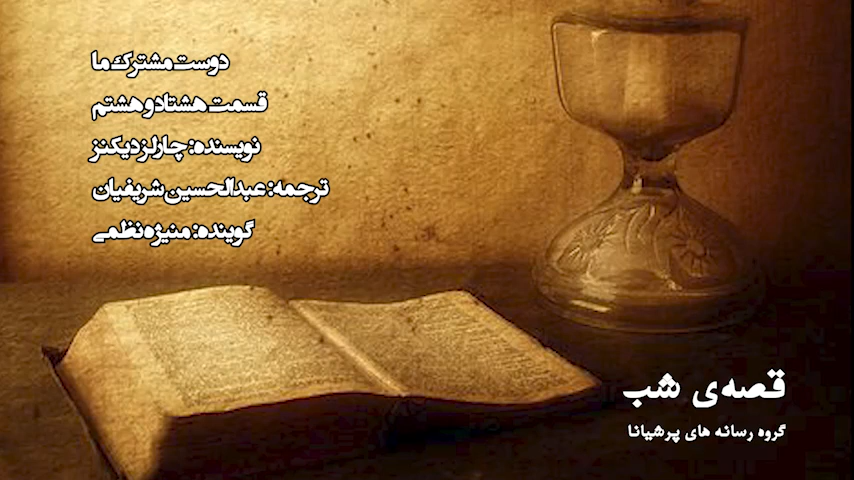 دوست مشترک ما
قسمت هشتاد و هشتم
نویسنده: چارلز دیکنز
ترجمه: عبدالحسین شریفیان
گوینده: منیژه نظمی
قصه‌ی شب
گروه رسانه های پرشیانا